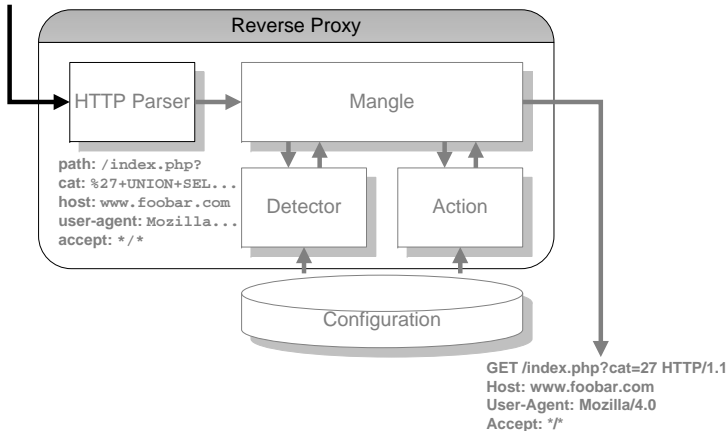 Reverse Proxy
HTTP Parser
Mangle
path: /index.php?
cat: %27+UNION+SEL...
host: www.foobar.com
user-agent: Mozilla...
accept: */*
Detector
Action
Configuration
GET /index.php?cat=27 HTTP/1.1
Host: www.foobar.com
User-Agent: Mozilla/4.0
Accept: */*